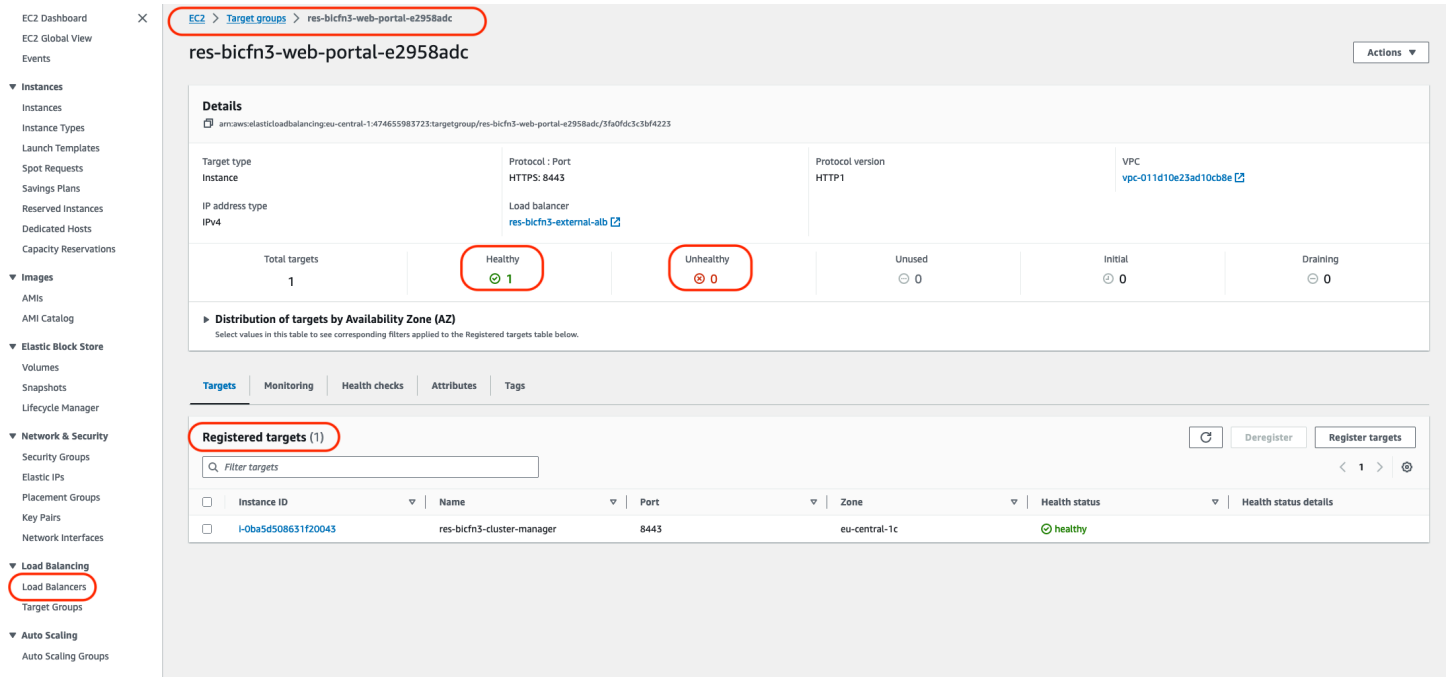 EC2 Dashboard
EC2 Global View
Events
Instances
Instances
Instance Types
Launch Templates
Spot Requests
Savings Plans
Reserved Instances
Dedicated Hosts
Capacity Reservations
Images
AMIs
AMI Catalog
Elastic Block Store
Volumes
Snapshots
Lifecycle Manager
Network & Security
Security Groups
Elastic IPs
Placement Groups
Key Pairs
Network Interfaces
Load Balancing
Load Balancers
Target Groups
Auto Scaling
Auto Scaling Groups
EC2 > Target groups > res-bicfn3-web-portal-e2958adc
res-bicfn3-web-portal-e2958adc
Actions
Details
arn:aws:elasticloadbalancing:eu-central-1:474655983723:targetgroup/res-bicfn3-web-portal-e2958adc/3fa0fdc3c3bf4223
Target type
Instance
Protocol : Port
HTTPS: 8443
Protocol version
HTTP1
VPC
vpc-011d10e23ad10cb8e
IP address type
IPv4
Load balancer
res-bicfn3-external-alb
Total targets
1
Healthy
1
Unhealthy
0
Unused
0
Initial
0
Draining
0
Distribution of targets by Availability Zone (AZ)
Select values in this table to see corresponding filters applied to the Registered targets table below.
Targets Monitoring Health checks Attributes Tags
Registered targets (1)
Deregister Register targets
Filter targets
1
Instance ID Name Port Zone Health status Health status details
i-0ba5d508631f20043 res-bicfn3-cluster-manager 8443 eu-central-1c healthy